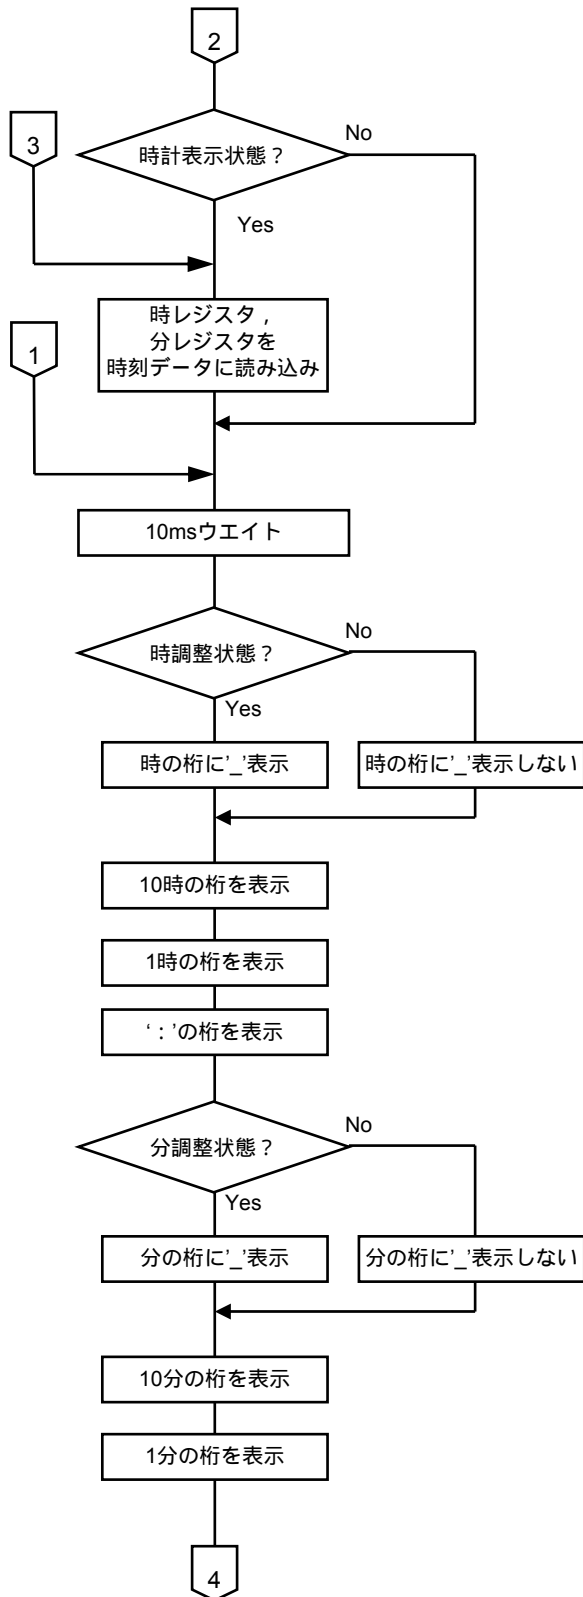 2
3
時計表示状態？
No
Yes
時レジスタ，
分レジスタを
時刻データに読み込み
1
10msウエイト
時調整状態？
No
Yes
時の桁に'_'表示
時の桁に'_'表示しない
10時の桁を表示
1時の桁を表示
‘：’の桁を表示
分調整状態？
No
Yes
分の桁に'_'表示
分の桁に'_'表示しない
10分の桁を表示
1分の桁を表示
4